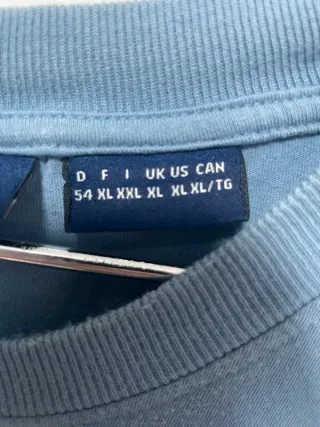 D F I UK US CAN
54 XL XXL XL XL XL/TG